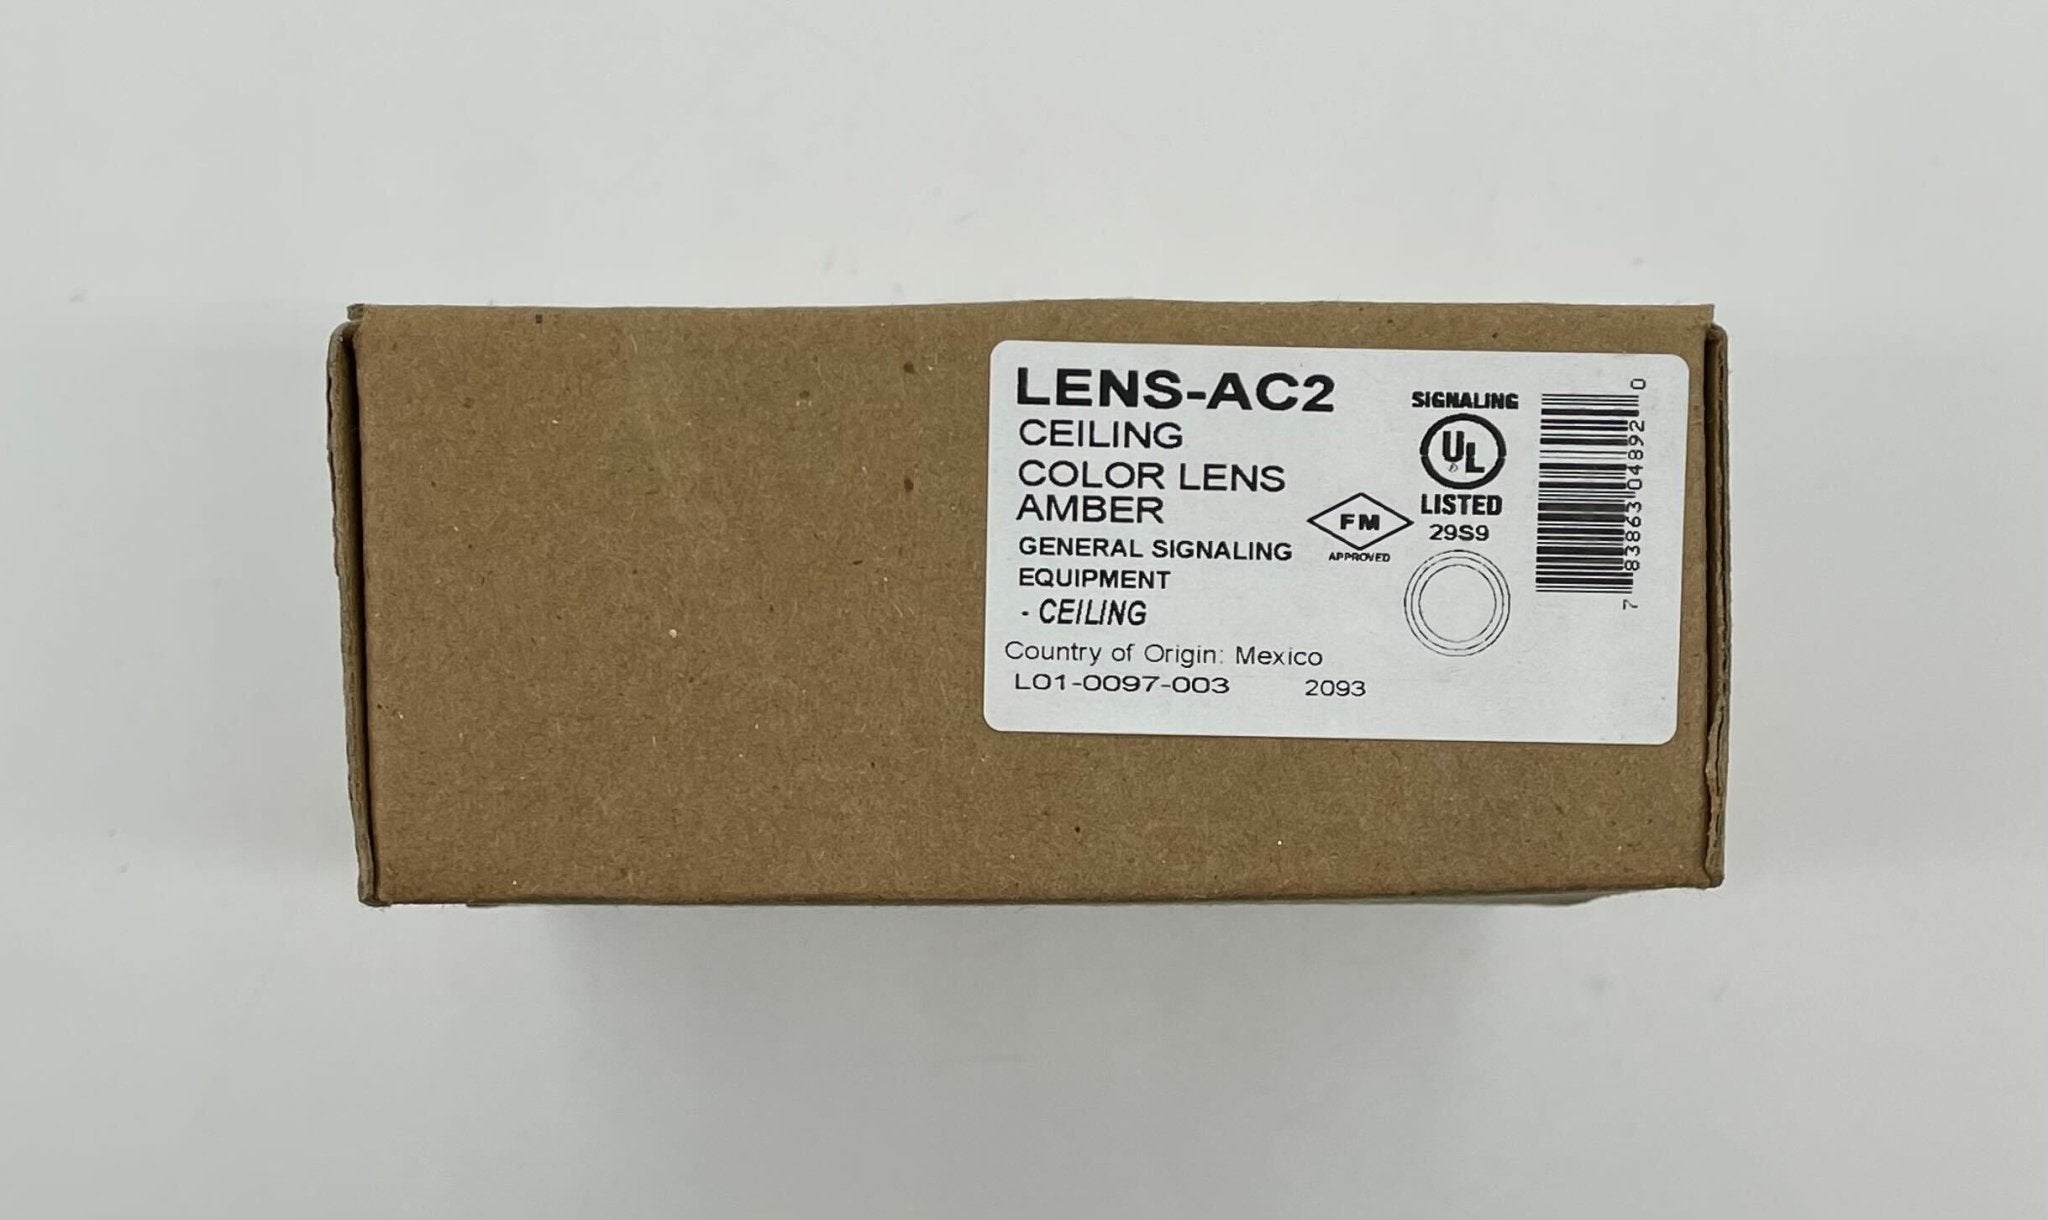 LENS-AC2
CEILING
COLOR LENS
AMBER
GENERAL SIGNALING
EQUIPMENT
- CEILING
Country of Origin: Mexico
L01-0097-003 2093
FM
APPROVED
SIGNALING
UL
LISTED
29S9
7 83863 04892 0